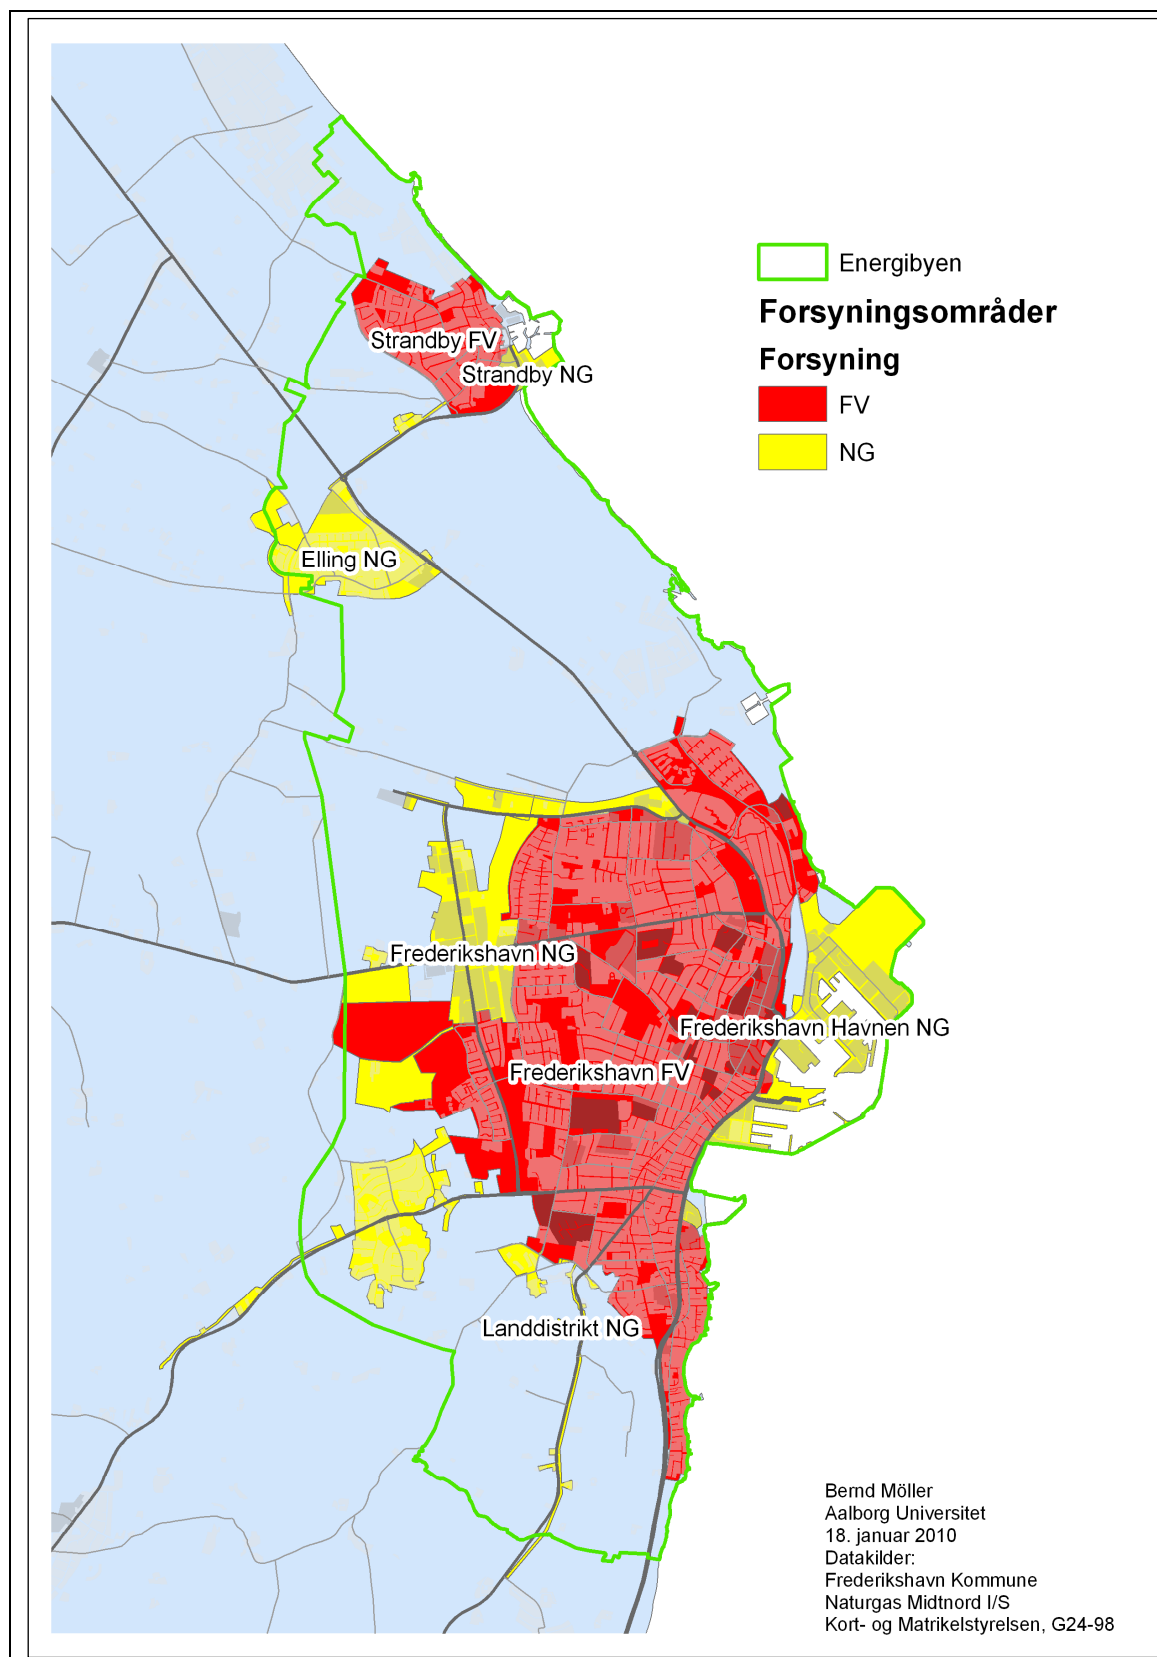 Energibyen
Forsyningsområder
Forsyning
FV
NG
Strandby FV
Strandby NG
Elling NG
Frederikshavn NG
Frederikshavn Havnen NG
Frederikshavn FV
Landdistrikt NG
Bernd Möller
Aalborg Universitet
18. januar 2010
Datakilder:
Frederikshavn Kommune
Naturgas Midtnord I/S
Kort- og Matrikelstyrelsen, G24-98